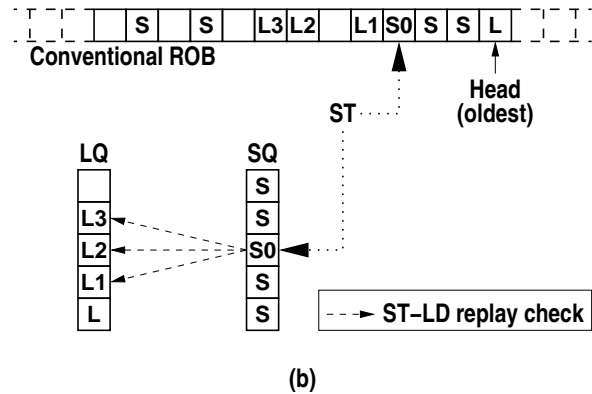 S S L3 L2 L1 S0 S S L
Conventional ROB
Head
(oldest)
ST
LQ SQ
S
L3 S
L2 S0
L1 S
L S
ST–LD replay check
(b)